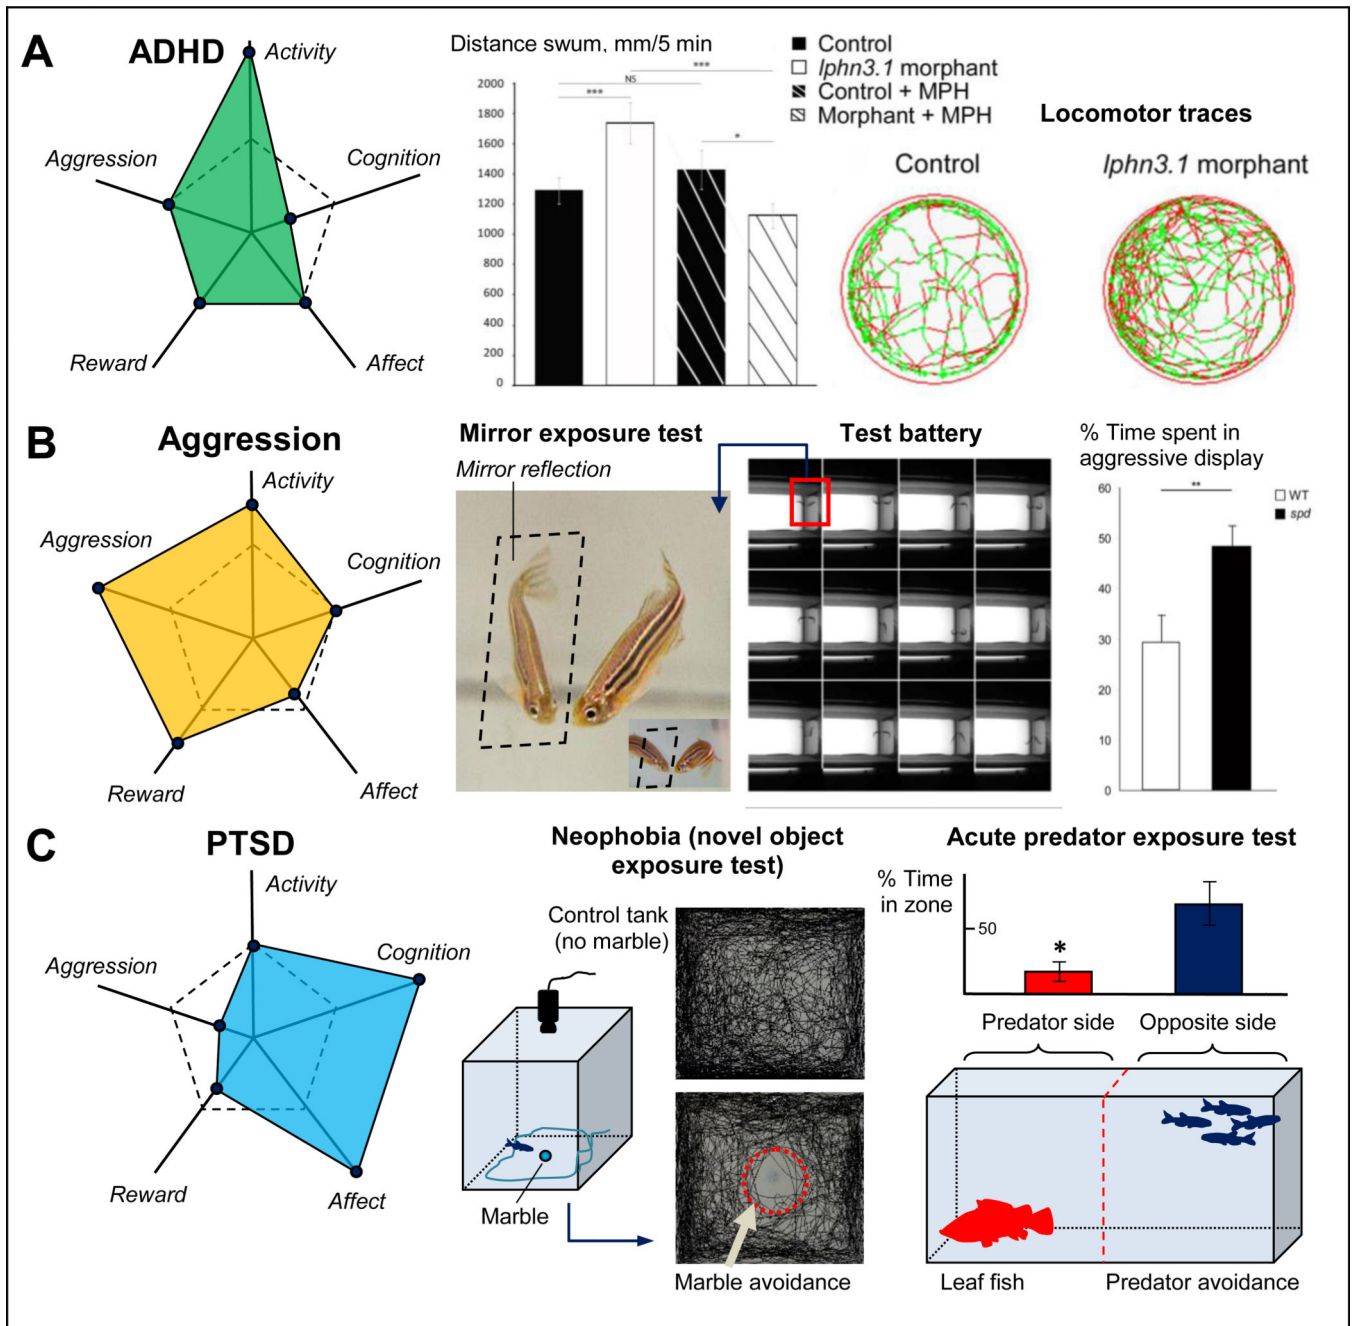 A
ADHD
Activity
Aggression
Cognition
Reward
Affect
Distance swum, mm/5 min
2000
1800
1600
1400
1200
1000
800
600
400
200
0
***
NS
***
*
Control
lphn3.1 morphant
Control + MPH
Morphant + MPH
Locomotor traces
Control
lphn3.1 morphant
B
Aggression
Activity
Aggression
Cognition
Reward
Affect
Mirror exposure test
Mirror reflection
Test battery
% Time spent in
aggressive display
60
50
40
30
20
10
0
**
WT
spd
C
PTSD
Activity
Aggression
Cognition
Reward
Affect
Neophobia (novel object
exposure test)
Control tank
(no marble)
Marble
Marble avoidance
Acute predator exposure test
% Time
in zone
50
*
Predator side
Opposite side
Leaf fish
Predator avoidance